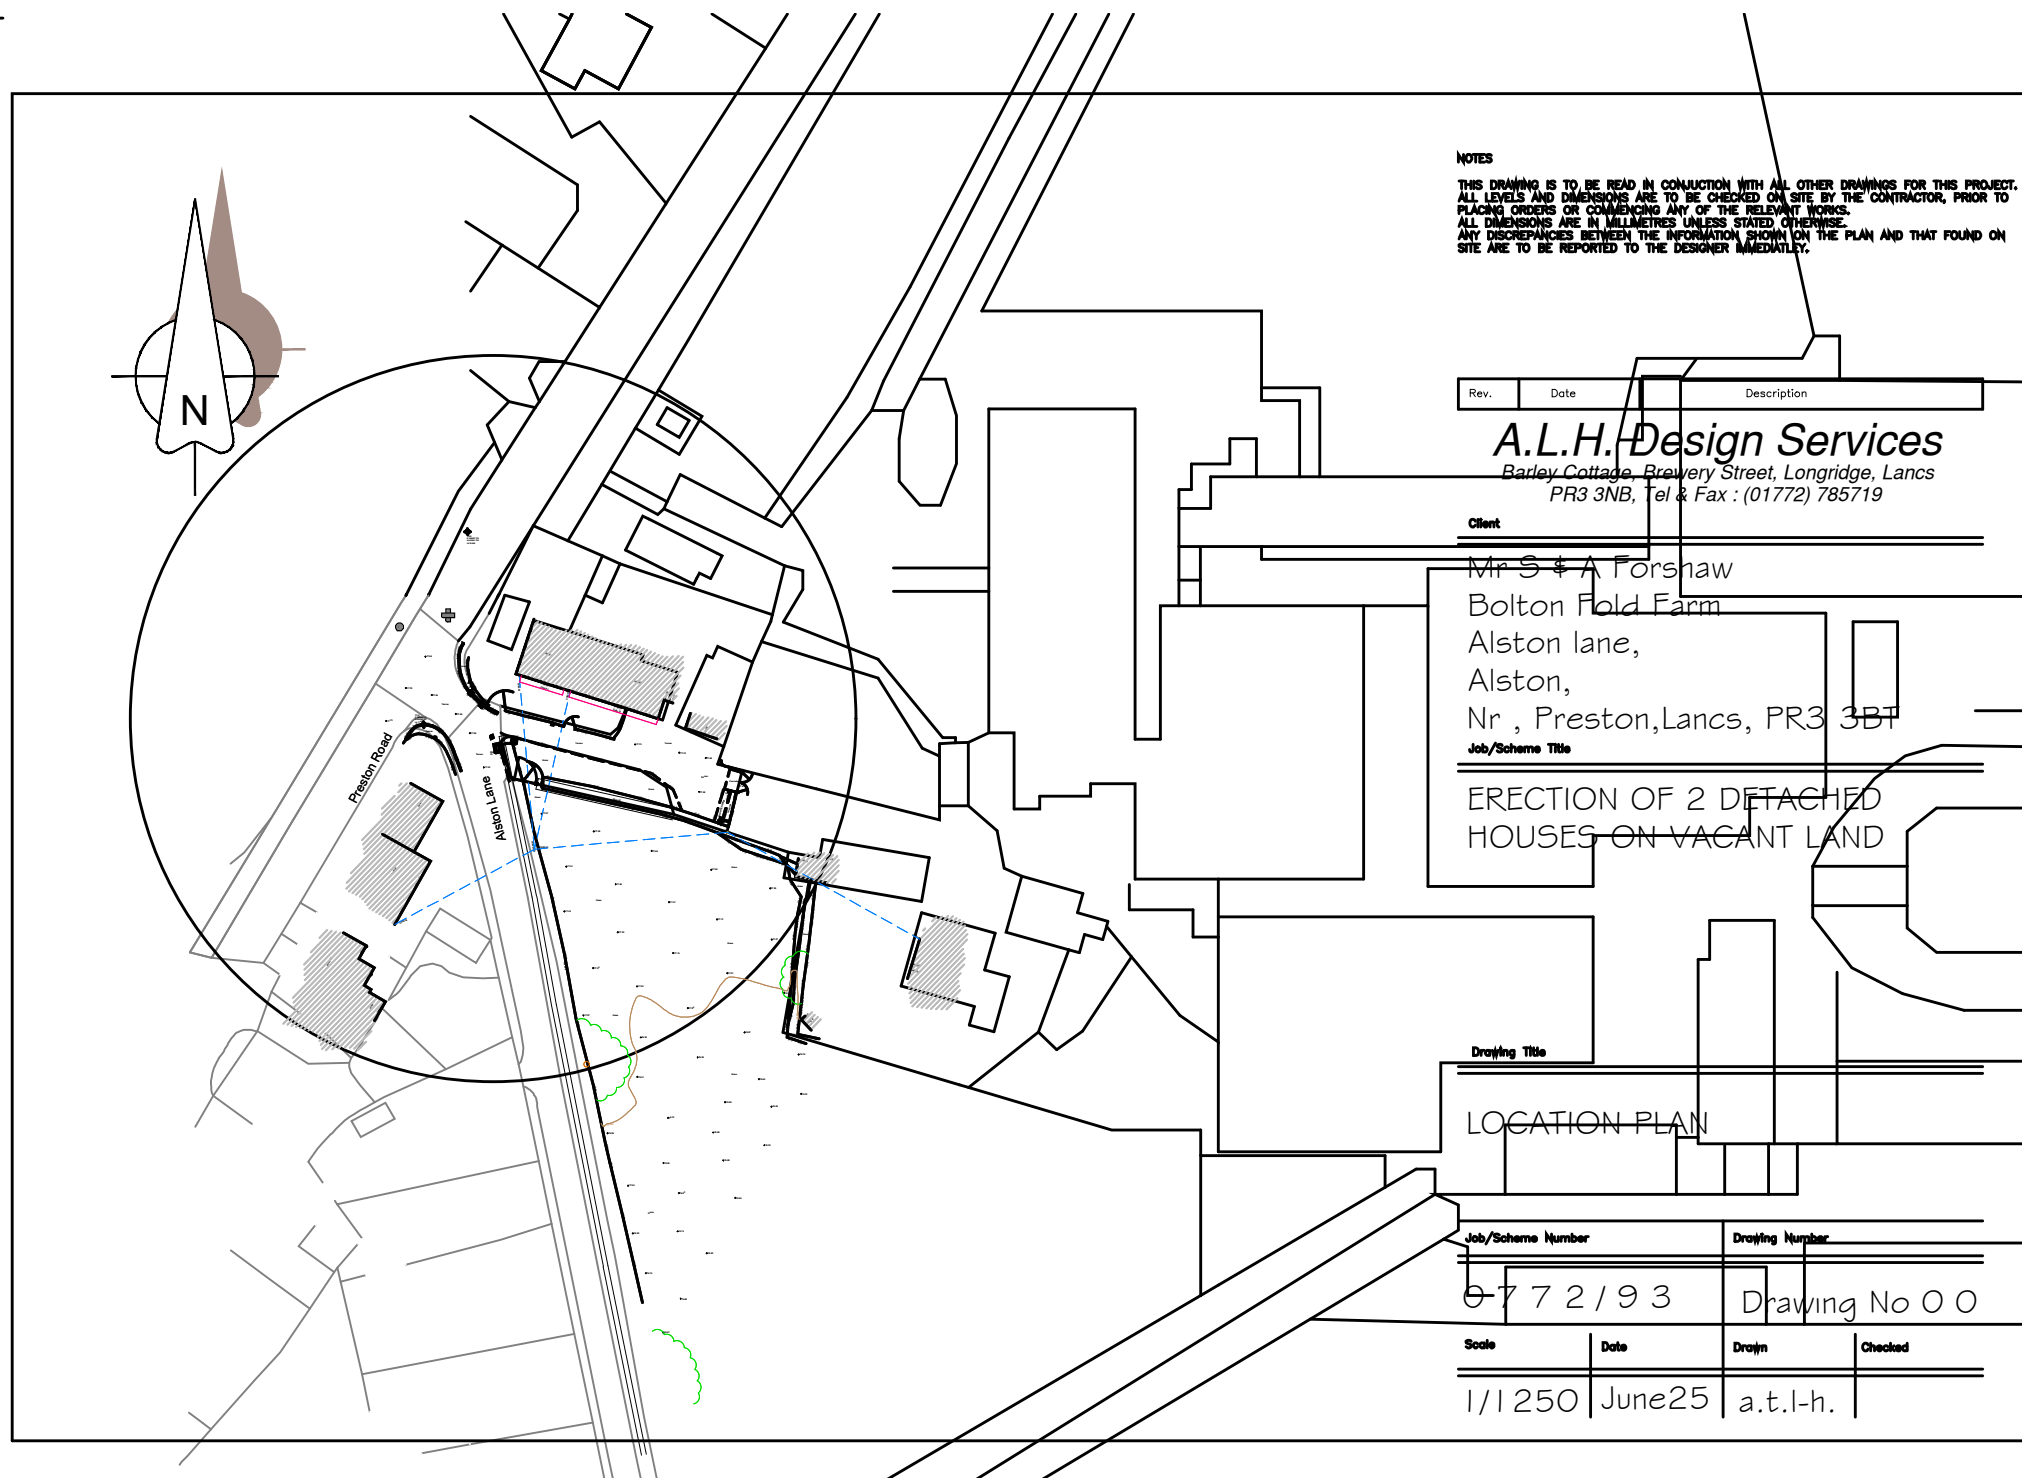 N
Preston Road
Alston Lane
NOTES
THIS DRAWING IS TO BE READ IN CONJUCTION WITH ALL OTHER DRAWINGS FOR THIS PROJECT.
ALL LEVELS AND DIMENSIONS ARE TO BE CHECKED ON SITE BY THE CONTRACTOR, PRIOR TO
PLACING ORDERS OR COMMENCING ANY OF THE RELEVANT WORKS.
ALL DIMENSIONS ARE IN MILLIMETRES UNLESS STATED OTHERWISE.
ANY DISCREPANCIES BETWEEN THE INFORMATION SHOWN ON THE PLAN AND THAT FOUND ON
SITE ARE TO BE REPORTED TO THE DESIGNER IMMEDIATLEY.
Rev. Date Description
A.L.H. Design Services
Barley Cottage, Brewery Street, Longridge, Lancs
PR3 3NB, Tel & Fax : (01772) 785719
Client
Mr S & A Forshaw
Bolton Fold Farm
Alston lane,
Alston,
Nr , Preston,Lancs, PR3 3BT
Job/Scheme Title
ERECTION OF 2 DETACHED
HOUSES ON VACANT LAND
Drawing Title
LOCATION PLAN
Job/Scheme Number Drawing Number
0772/93 Drawing No 00
Scale Date Drawn Checked
1/1250 June25 a.t.l-h.